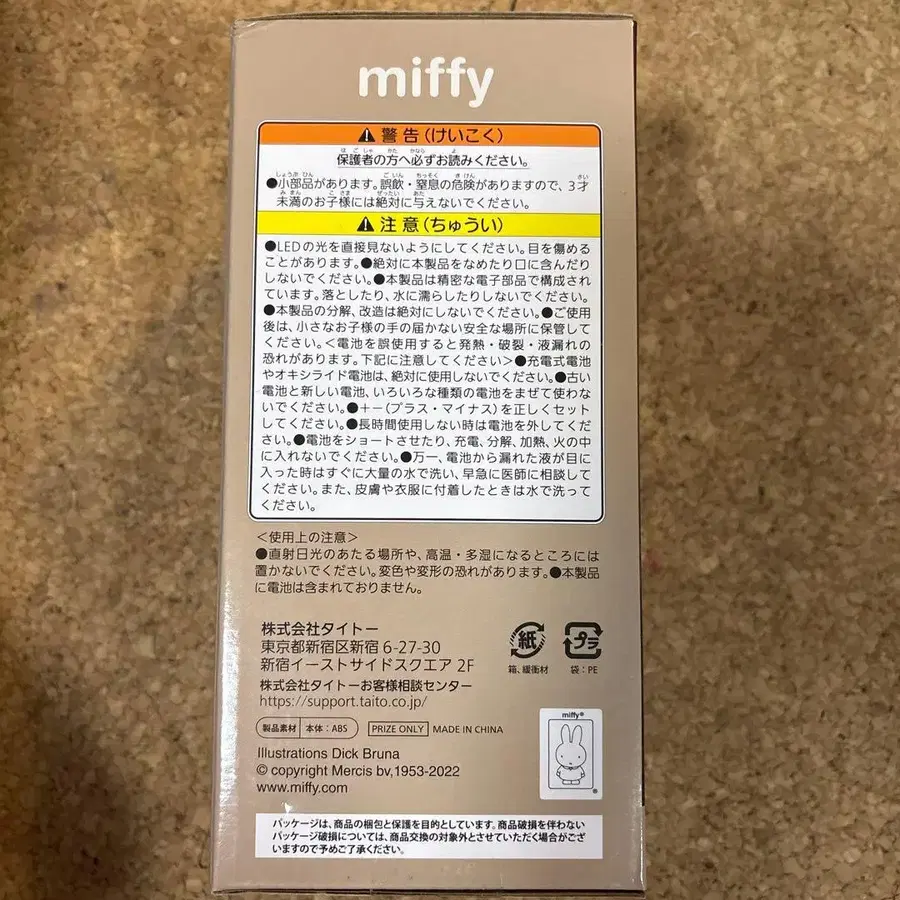 miffy
警告(けいこく)
保護者の方へ必ずお読みください。
●小部品があります。誤飲・窒息の危険がありますので、3才
未満のお子様には絶対に与えないでください。
注意(ちゅうい)
●LEDの光を直接見ないようにしてください。目を傷める
ことがあります。●絶対に本製品をなめたり口に含んだり
しないでください。●本製品は精密な電子部品で構成され
ています。落としたり、水に濡らしたりしないでください。
●本製品の分解、改造は絶対にしないでください。●ご使用
後は、小さなお子様の手の届かない安全な場所に保管して
ください。<電池を誤使用すると発熱・破裂・液漏れの
恐れがあります。下記に注意してください>●充電式電池
やオキシライド電池は、絶対に使用しないでください。●古い
電池と新しい電池、いろいろな種類の電池をまぜて使わな
いでください。●+-(プラス・マイナス)を正しくセット
してください。●長時間使用しない時は電池を外してくださ
い。●電池をショートさせたり、充電、分解、加熱、火の中
に入れないでください。●万一、電池から漏れた液が目に
入った時はすぐに大量の水で洗い、早急に医師に相談して
ください。また、皮膚や衣服に付着したときは水で洗って
ください。
<使用上の注意>
●直射日光のあたる場所や、高温・多湿になるところには
置かないでください。変色や変形の恐れがあります。●本製品
に電池は含まれておりません。
株式会社タイトー
東京都新宿区新宿 6-27-30
新宿イーストサイドスクエア 2F
株式会社タイトーお客様相談センター
https://support.taito.co.jp/
紙
箱、緩衝材
プラ
袋:PE
製品素材 本体:ABS PRIZE ONLY MADE IN CHINA
Illustrations Dick Bruna
© copyright Mercis bv,1953-2022
www.miffy.com
miffy®
®
パッケージは、商品の梱包と保護を目的としています。商品破損を伴わない
パッケージ破損については、商品交換の対象外とさせていただく場合がござ
いますので予めご了承ください。